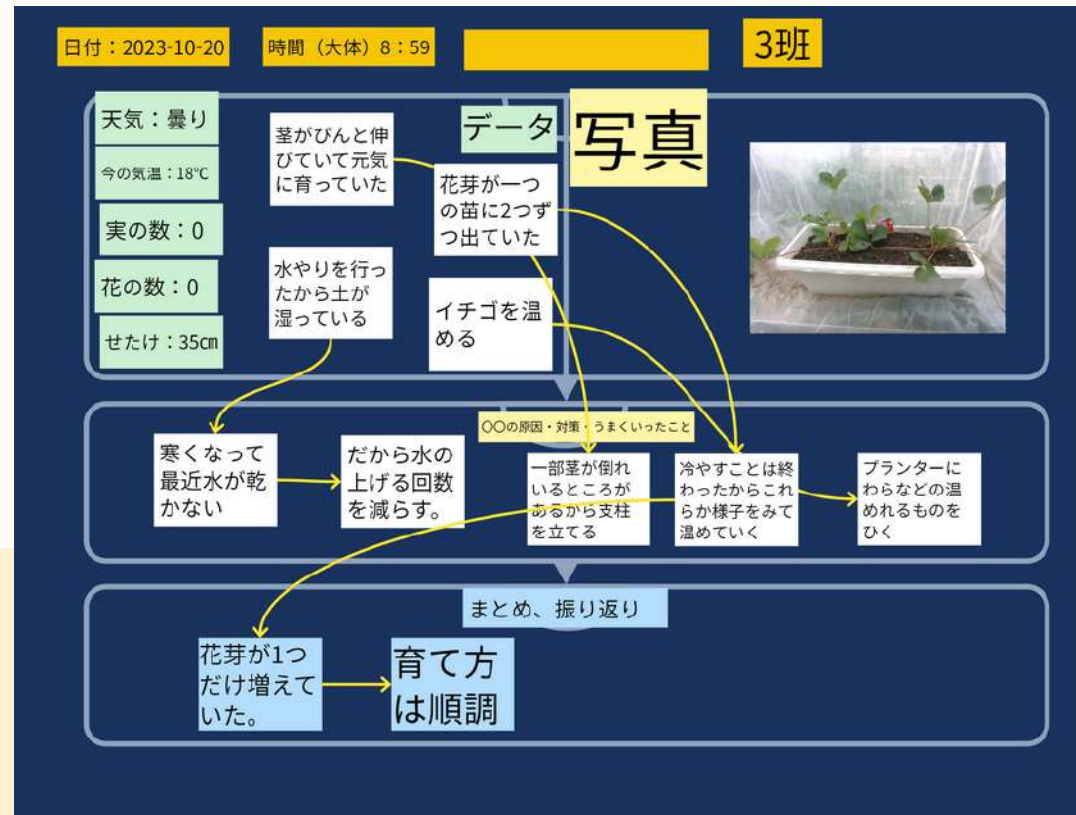 日付：2023-10-20
時間（大体）8：59
3班
天気：曇り
今の気温：18℃
実の数：0
花の数：0
せたけ：35㎝
茎がぴんと伸
びていて元気
に育っていた
水やりを行っ
たから土が
湿っている
データ
花芽が一つ
の苗に2つず
つ出ていた
イチゴを温
める
写真
〇〇の原因・対策・うまくいったこと
寒くなって
最近水が乾
かない
だから水の
上げる回数
を減らす。
一部茎が倒れ
いるところが
あるから支柱
を立てる
冷やすことは終
わったからこれ
らか様子をみて
温めていく
プランターに
わらなどの温
めれるものを
ひく
まとめ、振り返り
花芽が1つ
だけ増えて
いた。
育て方
は順調